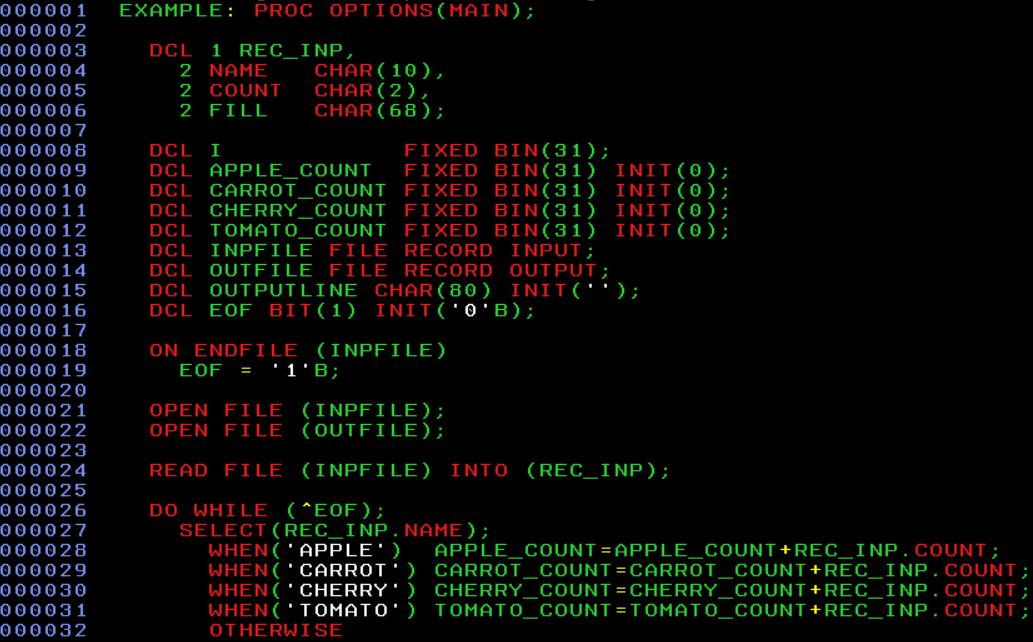 000001  EXAMPLE: PROC OPTIONS(MAIN);
000002
000003    DCL 1 REC_INP,
000004      2 NAME   CHAR(10),
000005      2 COUNT  CHAR(2),
000006      2 FILL   CHAR(68);
000007
000008    DCL I            FIXED BIN(31);
000009    DCL APPLE_COUNT  FIXED BIN(31) INIT(0);
000010    DCL CARROT_COUNT FIXED BIN(31) INIT(0);
000011    DCL CHERRY_COUNT FIXED BIN(31) INIT(0);
000012    DCL TOMATO_COUNT FIXED BIN(31) INIT(0);
000013    DCL INPFILE FILE RECORD INPUT;
000014    DCL OUTFILE FILE RECORD OUTPUT;
000015    DCL OUTPUTLINE CHAR(80) INIT('');
000016    DCL EOF BIT(1) INIT('0'B);
000017
000018    ON ENDFILE (INPFILE)
000019      EOF = '1'B;
000020
000021    OPEN FILE (INPFILE);
000022    OPEN FILE (OUTFILE);
000023
000024    READ FILE (INPFILE) INTO (REC_INP);
000025
000026    DO WHILE (^EOF);
000027      SELECT(REC_INP.NAME);
000028        WHEN('APPLE')  APPLE_COUNT=APPLE_COUNT+REC_INP.COUNT;
000029        WHEN('CARROT') CARROT_COUNT=CARROT_COUNT+REC_INP.COUNT;
000030        WHEN('CHERRY') CHERRY_COUNT=CHERRY_COUNT+REC_INP.COUNT;
000031        WHEN('TOMATO') TOMATO_COUNT=TOMATO_COUNT+REC_INP.COUNT;
000032        OTHERWISE